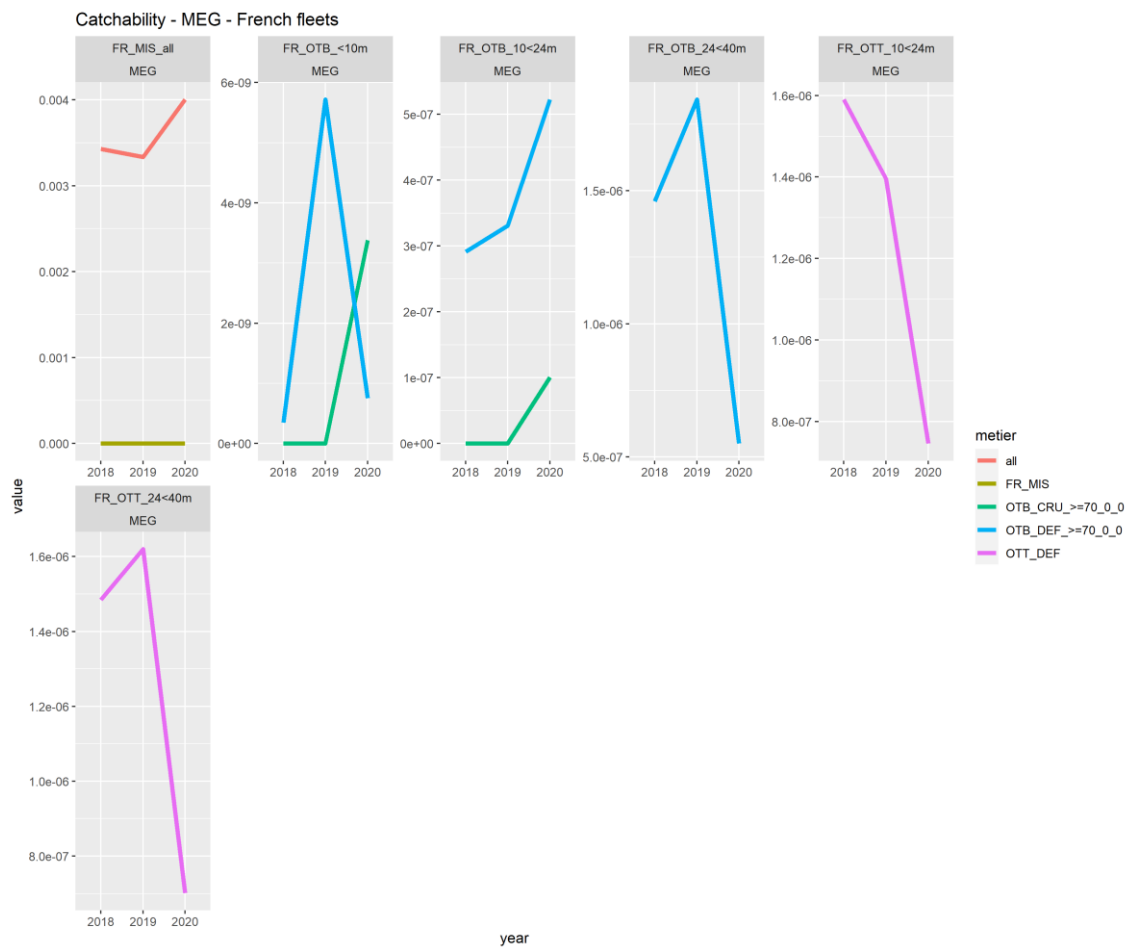 Catchability - MEG - French fleets
FR_MIS_all
MEG
FR_OTB_<10m
MEG
FR_OTB_10<24m
MEG
FR_OTB_24<40m
MEG
FR_OTT_10<24m
MEG
0.004
0.003
0.002
0.001
0.000
6e-09
4e-09
2e-09
0e+00
5e-07
4e-07
3e-07
2e-07
1e-07
0e+00
1.5e-06
1.0e-06
5.0e-07
1.6e-06
1.4e-06
1.2e-06
1.0e-06
8.0e-07
2018 2019 2020
2018 2019 2020
2018 2019 2020
2018 2019 2020
2018 2019 2020
FR_OTT_24<40m
MEG
1.6e-06
1.4e-06
1.2e-06
1.0e-06
8.0e-07
2018 2019 2020
value
year
metier
all
FR_MIS
OTB_CRU_>=70_0_0
OTB_DEF_>=70_0_0
OTT_DEF